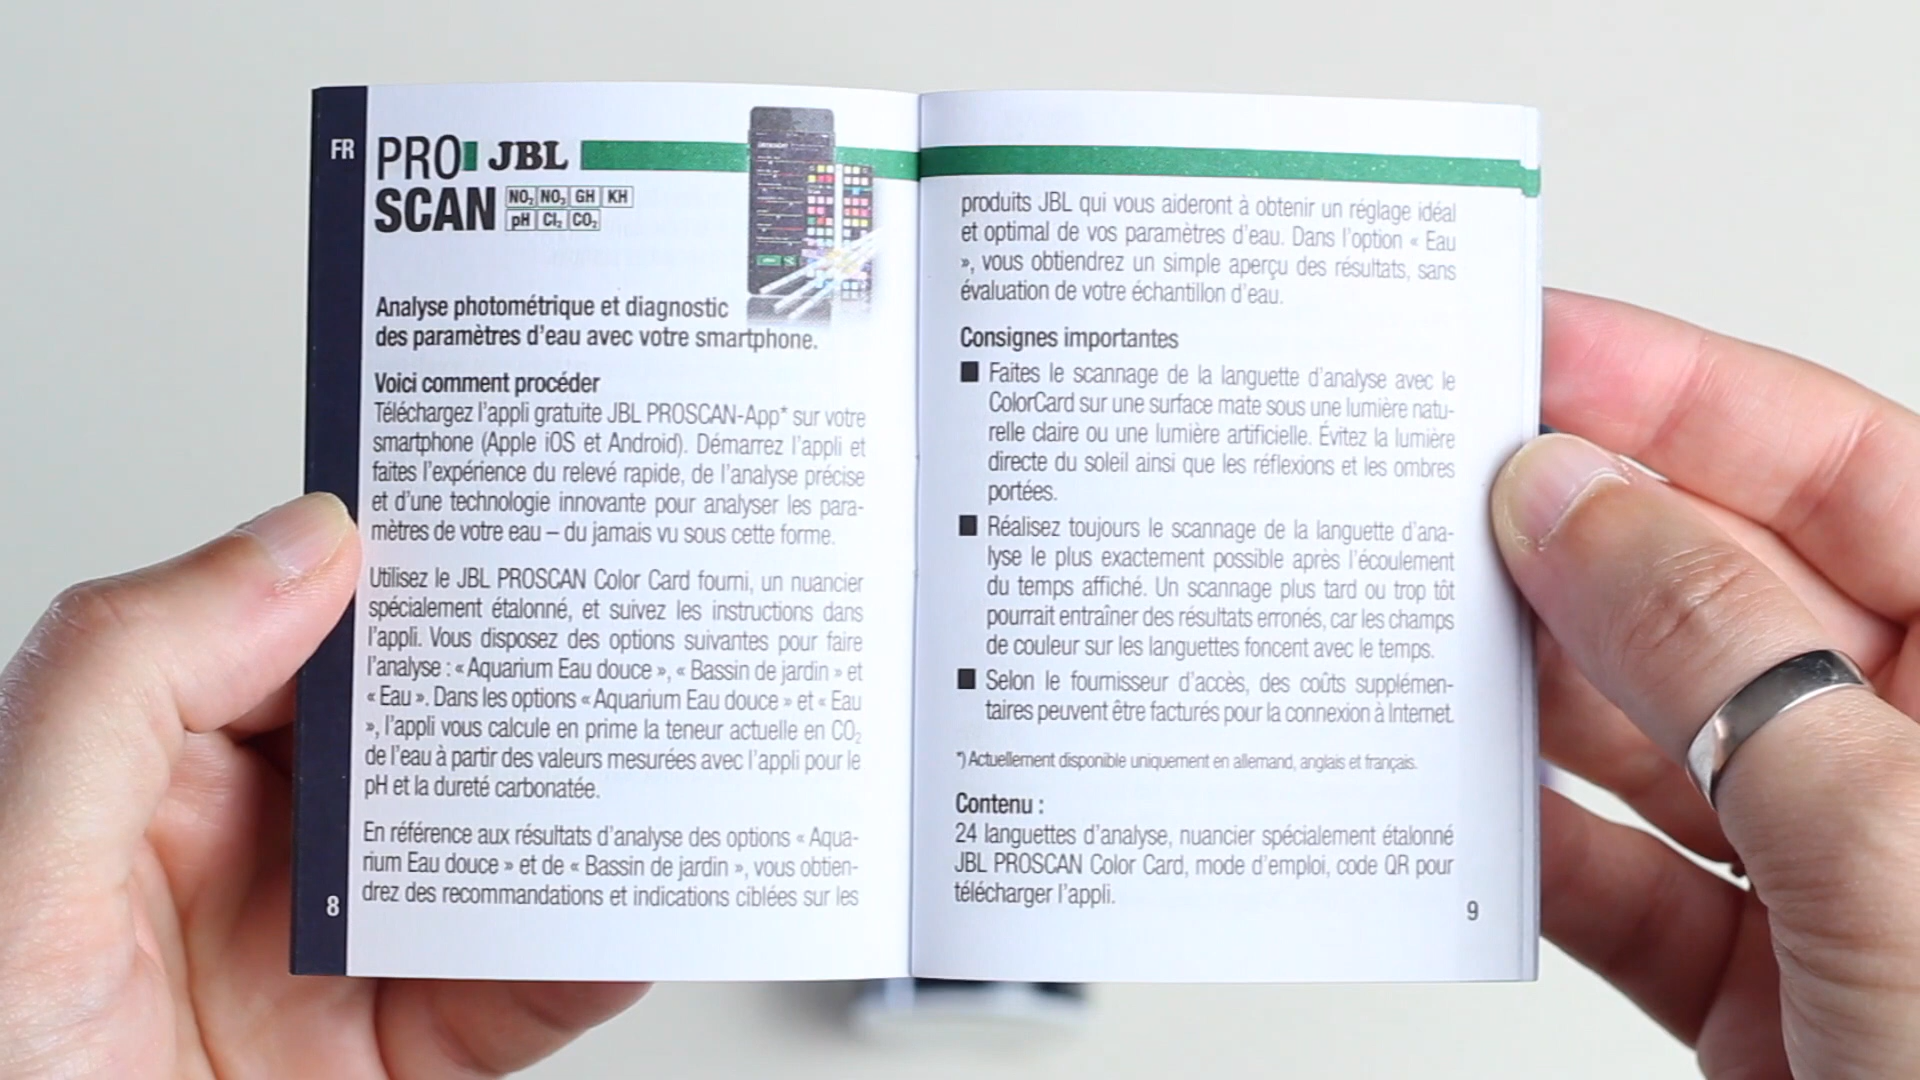 FR
PRO JBL
SCAN
NO₂ NO₃ GH KH
pH Cl₂ CO₂
Analyse photométrique et diagnostic
des paramètres d'eau avec votre smartphone.
Voici comment procéder
Téléchargez l'appli gratuite JBL PROSCAN-App* sur votre
smartphone (Apple iOS et Android). Démarrez l'appli et
faites l'expérience du relevé rapide, de l'analyse précise
et d'une technologie innovante pour analyser les para-
mètres de votre eau – du jamais vu sous cette forme.
Utilisez le JBL PROSCAN Color Card fourni, un nuancier
spécialement étalonné, et suivez les instructions dans
l'appli. Vous disposez des options suivantes pour faire
l'analyse : « Aquarium Eau douce », « Bassin de jardin » et
« Eau ». Dans les options « Aquarium Eau douce » et « Eau
», l'appli vous calcule en prime la teneur actuelle en CO₂
de l'eau à partir des valeurs mesurées avec l'appli pour le
pH et la dureté carbonatée.
En référence aux résultats d'analyse des options « Aqua-
rium Eau douce » et de « Bassin de jardin », vous obtien-
drez des recommandations et indications ciblées sur les
8
produits JBL qui vous aideront à obtenir un réglage idéal
et optimal de vos paramètres d'eau. Dans l'option « Eau
», vous obtiendrez un simple aperçu des résultats, sans
évaluation de votre échantillon d'eau.
Consignes importantes
■ Faites le scannage de la languette d'analyse avec le
ColorCard sur une surface mate sous une lumière natu-
relle claire ou une lumière artificielle. Évitez la lumière
directe du soleil ainsi que les réflexions et les ombres
portées.
■ Réalisez toujours le scannage de la languette d'ana-
lyse le plus exactement possible après l'écoulement
du temps affiché. Un scannage plus tard ou trop tôt
pourrait entraîner des résultats erronés, car les champs
de couleur sur les languettes foncent avec le temps.
■ Selon le fournisseur d'accès, des coûts supplémen-
taires peuvent être facturés pour la connexion à Internet.
*) Actuellement disponible uniquement en allemand, anglais et français.
Contenu :
24 languettes d'analyse, nuancier spécialement étalonné
JBL PROSCAN Color Card, mode d'emploi, code QR pour
télécharger l'appli.
9